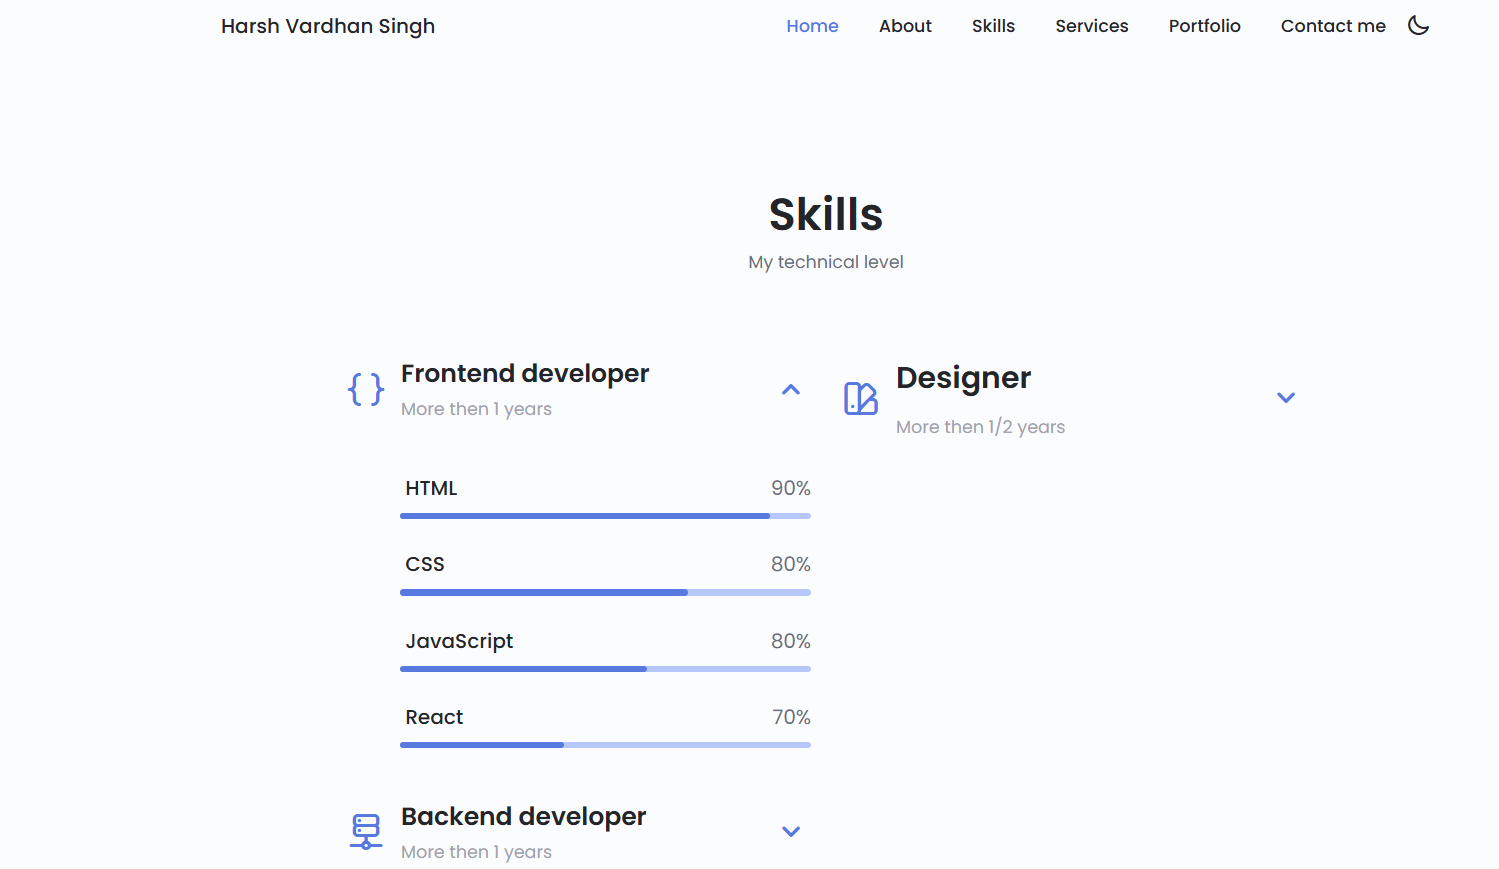 Harsh Vardhan Singh
Home About Skills Services Portfolio Contact me
Skills
My technical level
Frontend developer
More then 1 years
HTML 90%
CSS 80%
JavaScript 80%
React 70%
Backend developer
More then 1 years
Designer
More then 1/2 years